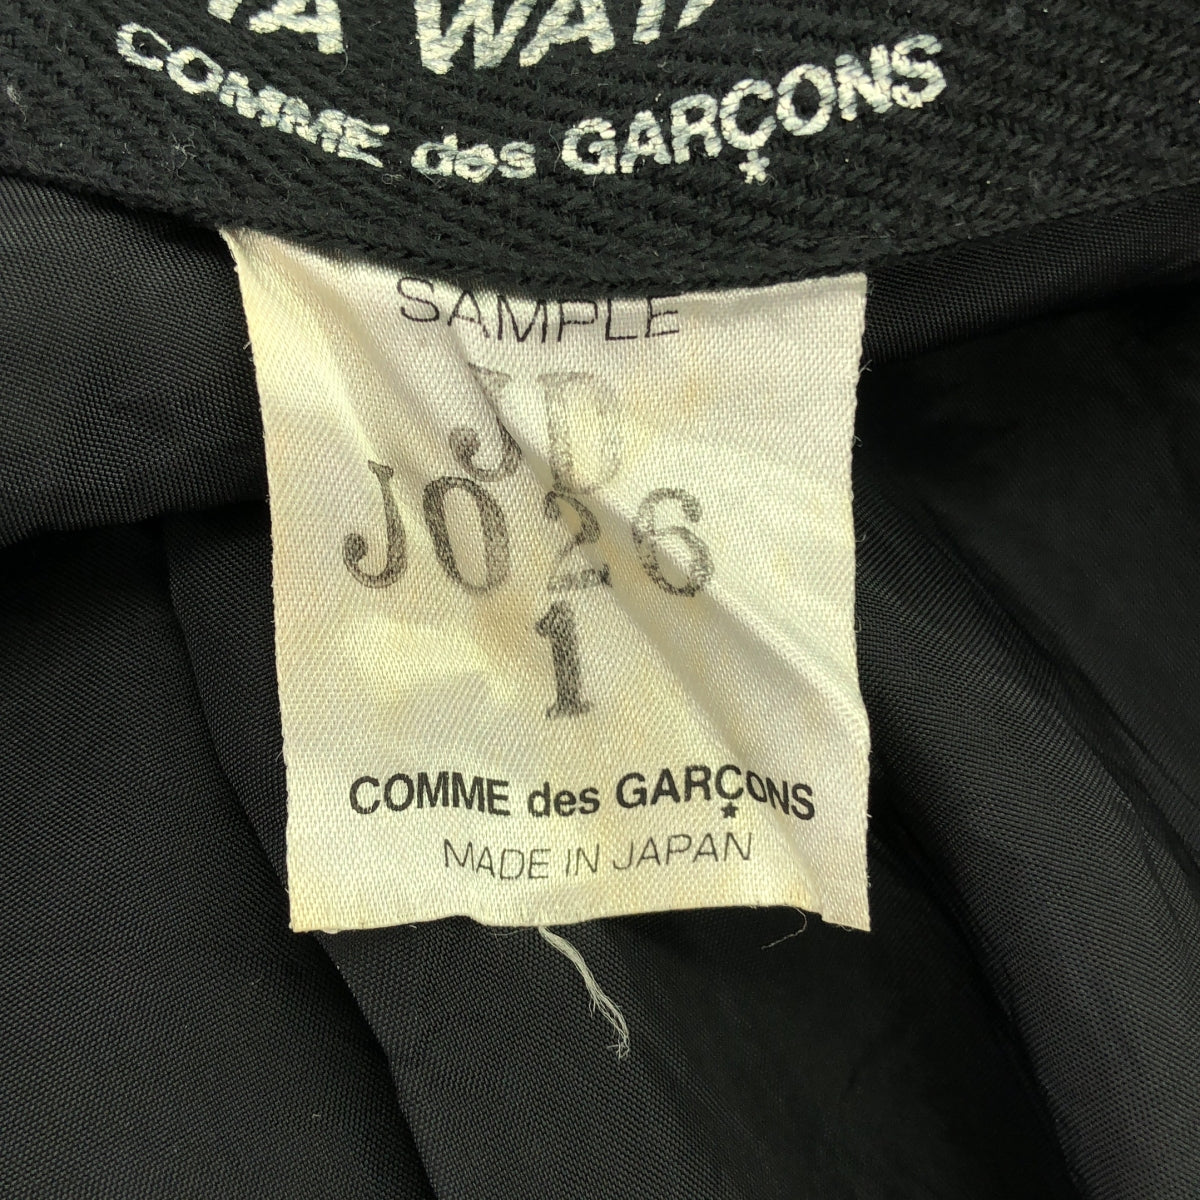 COMME des GARÇONS
SAMPLE
JD
J026
1
COMME des GARÇONS
MADE IN JAPAN